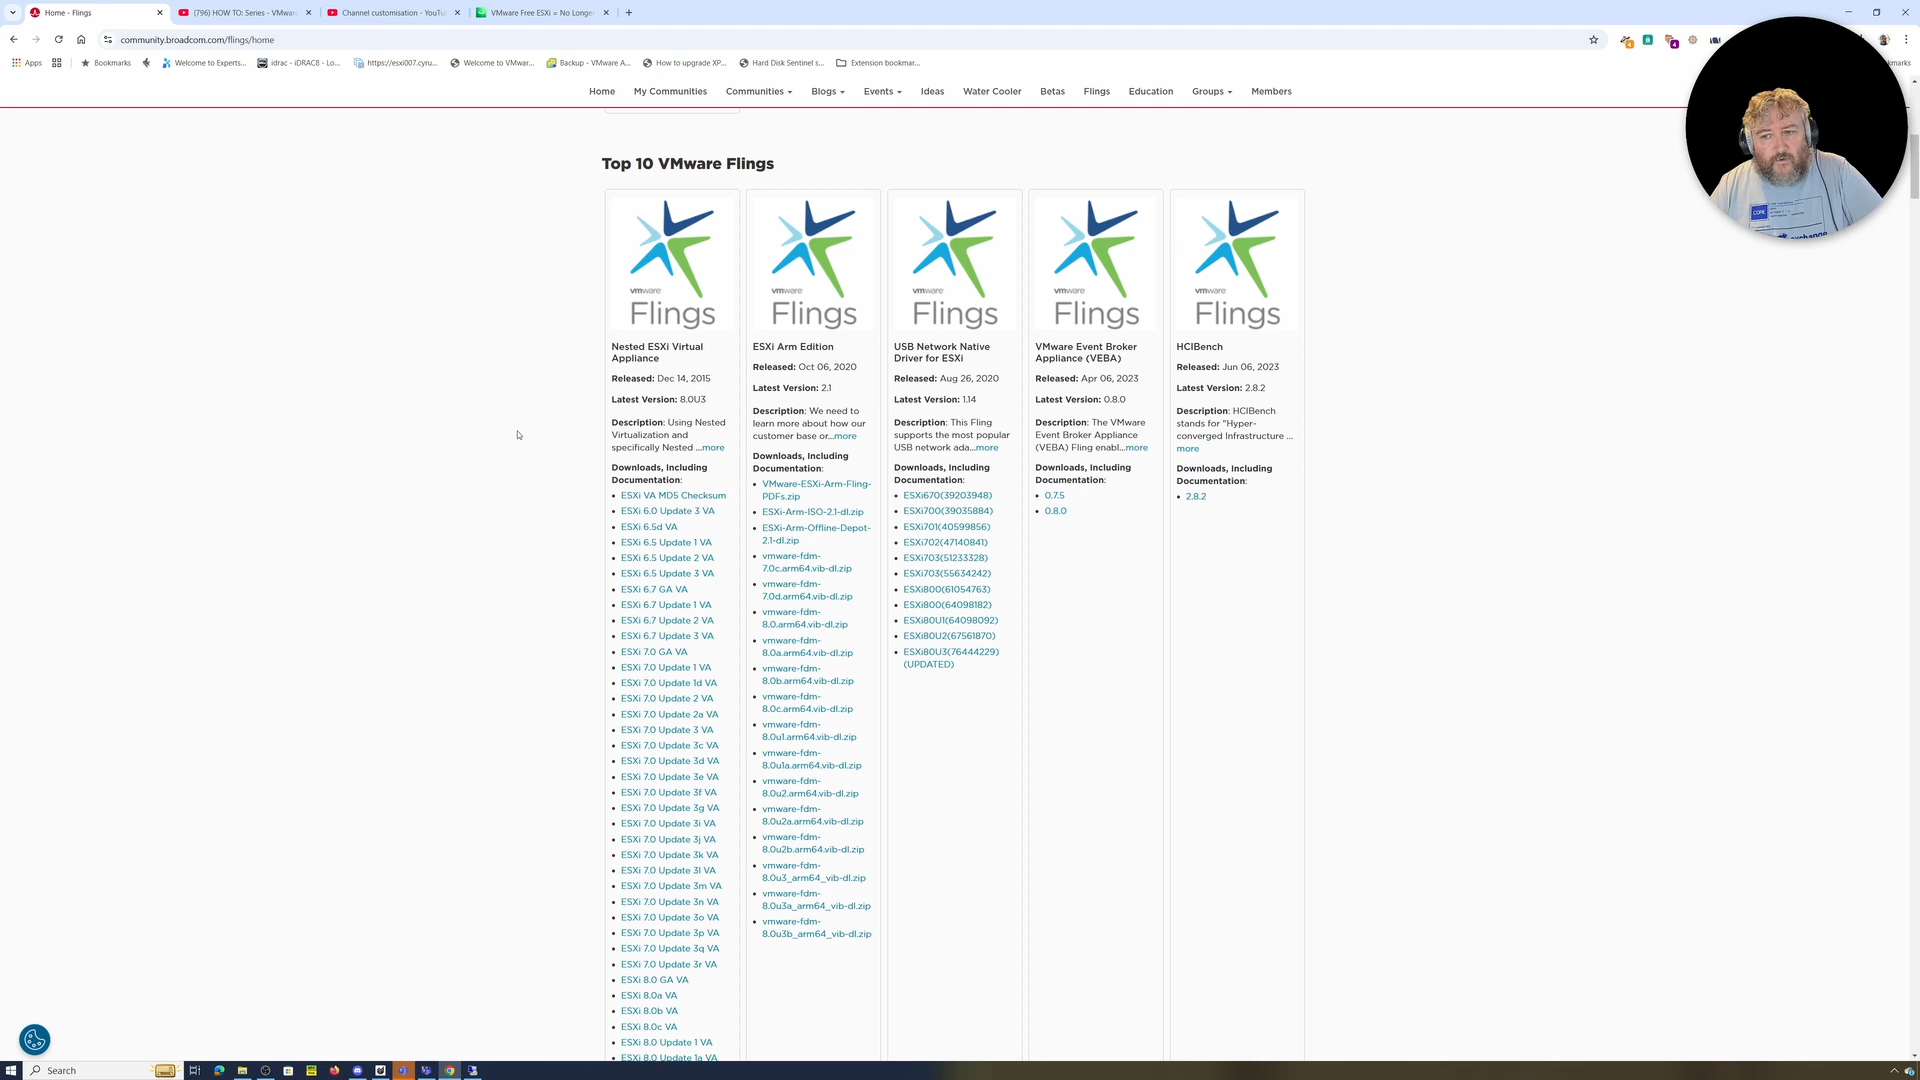 Home - Flings
(796) HOW TO: Series - VMwar
Channel customisation - YouTu
VMware Free ESXi = No Longe
community.broadcom.com/flings/home
Apps
Bookmarks
Welcome to Experts...
idrac - iDRAC8 - Lo...
https://esxi007.cyru...
Welcome to VMwar...
Backup - VMware A...
How to upgrade XP...
Hard Disk Sentinel s...
Extension bookmar...
Home
My Communities
Communities
Blogs
Events
Ideas
Water Cooler
Betas
Flings
Education
Groups
Members
Top 10 VMware Flings
vmware
Flings
Nested ESXi Virtual
Appliance
Released: Dec 14, 2015
Latest Version: 8.0U3
Description: Using Nested
Virtualization and
specifically Nested ...more
Downloads, Including
Documentation:
ESXi VA MD5 Checksum
ESXi 6.0 Update 3 VA
ESXi 6.5d VA
ESXi 6.5 Update 1 VA
ESXi 6.5 Update 2 VA
ESXi 6.5 Update 3 VA
ESXi 6.7 GA VA
ESXi 6.7 Update 1 VA
ESXi 6.7 Update 2 VA
ESXi 6.7 Update 3 VA
ESXi 7.0 GA VA
ESXi 7.0 Update 1 VA
ESXi 7.0 Update 1d VA
ESXi 7.0 Update 2 VA
ESXi 7.0 Update 2a VA
ESXi 7.0 Update 3 VA
ESXi 7.0 Update 3c VA
ESXi 7.0 Update 3d VA
ESXi 7.0 Update 3e VA
ESXi 7.0 Update 3f VA
ESXi 7.0 Update 3g VA
ESXi 7.0 Update 3i VA
ESXi 7.0 Update 3j VA
ESXi 7.0 Update 3k VA
ESXi 7.0 Update 3l VA
ESXi 7.0 Update 3m VA
ESXi 7.0 Update 3n VA
ESXi 7.0 Update 3o VA
ESXi 7.0 Update 3p VA
ESXi 7.0 Update 3q VA
ESXi 7.0 Update 3r VA
ESXi 8.0 GA VA
ESXi 8.0a VA
ESXi 8.0b VA
ESXi 8.0c VA
ESXi 8.0 Update 1 VA
ESXi 8.0 Update 1a VA
vmware
Flings
ESXi Arm Edition
Released: Oct 06, 2020
Latest Version: 2.1
Description: We need to
learn more about how our
customer base or...more
Downloads, Including
Documentation:
VMware-ESXi-Arm-Fling-
PDFs.zip
ESXi-Arm-ISO-2.1-dl.zip
ESXi-Arm-Offline-Depot-
2.1-dl.zip
vmware-fdm-
7.0c.arm64.vib-dl.zip
vmware-fdm-
7.0d.arm64.vib-dl.zip
vmware-fdm-
8.0.arm64.vib-dl.zip
vmware-fdm-
8.0a.arm64.vib-dl.zip
vmware-fdm-
8.0b.arm64.vib-dl.zip
vmware-fdm-
8.0c.arm64.vib-dl.zip
vmware-fdm-
8.0u1.arm64.vib-dl.zip
vmware-fdm-
8.0u1a.arm64.vib-dl.zip
vmware-fdm-
8.0u2.arm64.vib-dl.zip
vmware-fdm-
8.0u2a.arm64.vib-dl.zip
vmware-fdm-
8.0u2b.arm64.vib-dl.zip
vmware-fdm-
8.0u3_arm64_vib-dl.zip
vmware-fdm-
8.0u3a_arm64_vib-dl.zip
vmware-fdm-
8.0u3b_arm64_vib-dl.zip
vmware
Flings
USB Network Native
Driver for ESXi
Released: Aug 26, 2020
Latest Version: 1.14
Description: This Fling
supports the most popular
USB network ada...more
Downloads, Including
Documentation:
ESXi670(39203948)
ESXi700(39035884)
ESXi701(40599856)
ESXi702(47140841)
ESXi703(51233328)
ESXi703(55634242)
ESXi800(61054763)
ESXi800(64098182)
ESXi80U1(64098092)
ESXi80U2(67561870)
ESXi80U3(76444229)
(UPDATED)
vmware
Flings
VMware Event Broker
Appliance (VEBA)
Released: Apr 06, 2023
Latest Version: 0.8.0
Description: The VMware
Event Broker Appliance
(VEBA) Fling enabl...more
Downloads, Including
Documentation:
0.7.5
0.8.0
vmware
Flings
HCIBench
Released: Jun 06, 2023
Latest Version: 2.8.2
Description: HCIBench
stands for "Hyper-
converged Infrastructure ...
more
Downloads, Including
Documentation:
2.8.2
Search